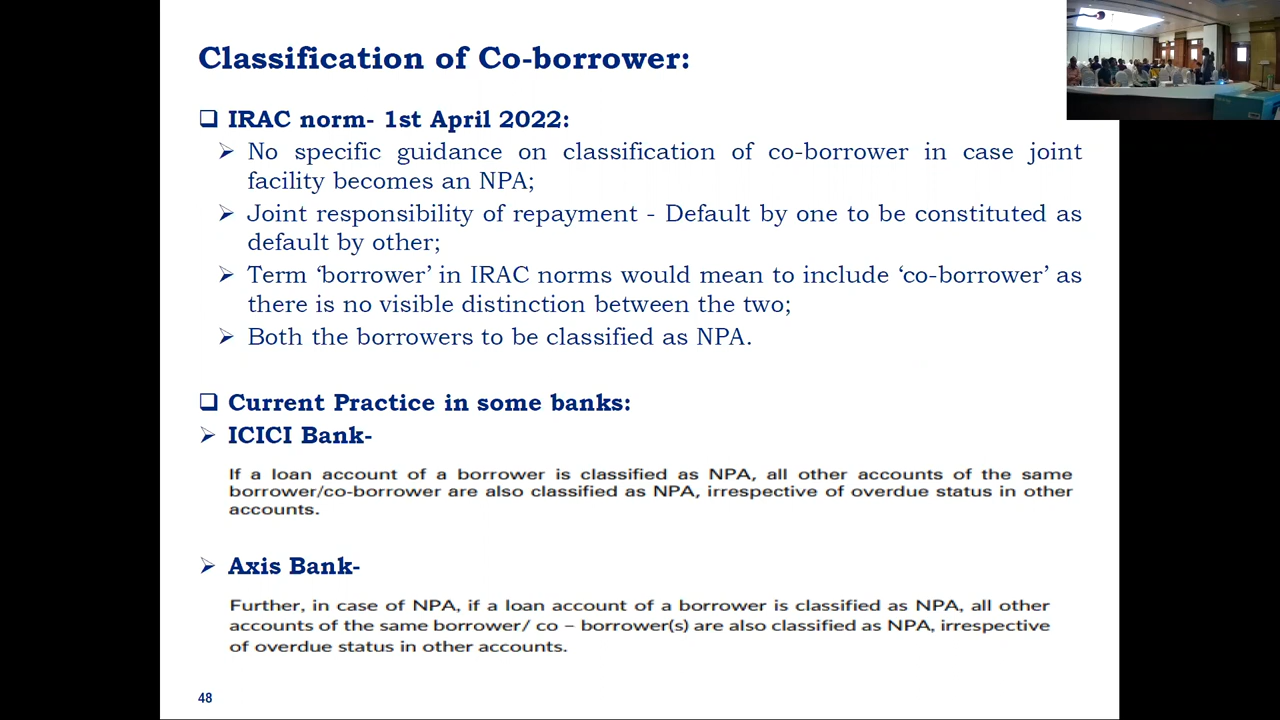 Classification of Co-borrower:
❑ IRAC norm- 1st April 2022:
➢ No specific guidance on classification of co-borrower in case joint
facility becomes an NPA;
➢ Joint responsibility of repayment - Default by one to be constituted as
default by other;
➢ Term ‘borrower’ in IRAC norms would mean to include ‘co-borrower’ as
there is no visible distinction between the two;
➢ Both the borrowers to be classified as NPA.
❑ Current Practice in some banks:
➢ ICICI Bank-
If a loan account of a borrower is classified as NPA, all other accounts of the same
borrower/co-borrower are also classified as NPA, irrespective of overdue status in other
accounts.
➢ Axis Bank-
Further, in case of NPA, if a loan account of a borrower is classified as NPA, all other
accounts of the same borrower/ co – borrower(s) are also classified as NPA, irrespective
of overdue status in other accounts.
48